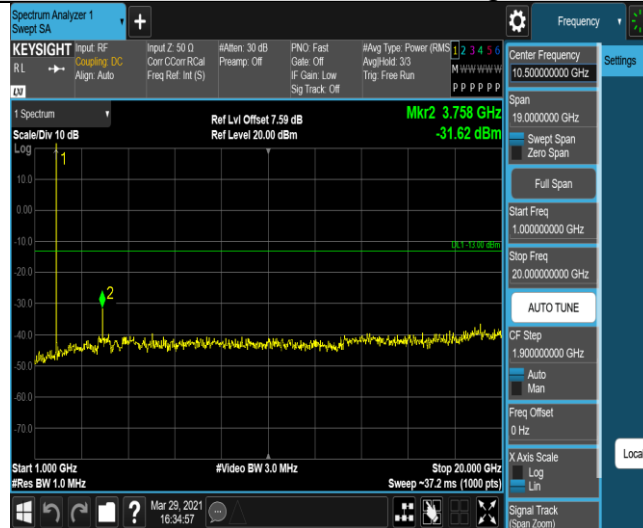 Spectrum Analyzer 1
Swept SA
Frequency
KEYSIGHT
RL
LXI
Input: RF
Coupling: DC
Align: Auto
Input Z: 50 Ω
Corr CCorr RCal
Freq Ref: Int (S)
#Atten: 30 dB
Preamp: Off
PNO: Fast
Gate: Off
IF Gain: Low
Sig Track: Off
#Avg Type: Power (RMS
Avg|Hold: 3/3
Trig: Free Run
1 2 3 4 5 6
M W W W W W
P P P P P P
1 Spectrum
Scale/Div 10 dB
Ref Lvl Offset 7.59 dB
Ref Level 20.00 dBm
Mkr2 3.758 GHz
-31.62 dBm
Log
10.0
0.00
-10.0
-20.0
-30.0
-40.0
-50.0
-60.0
-70.0
1
2
DL1 -13.00 dBm
Start 1.000 GHz
#Res BW 1.0 MHz
#Video BW 3.0 MHz
Stop 20.000 GHz
Sweep ~37.2 ms (1000 pts)
Mar 29, 2021
16:34:57
Center Frequency
10.500000000 GHz
Settings
Span
19.0000000 GHz
Swept Span
Zero Span
Full Span
Start Freq
1.000000000 GHz
Stop Freq
20.000000000 GHz
AUTO TUNE
CF Step
1.900000000 GHz
Auto
Man
Freq Offset
0 Hz
X Axis Scale
Log
Lin
Loca
Signal Track
(Span Zoom)